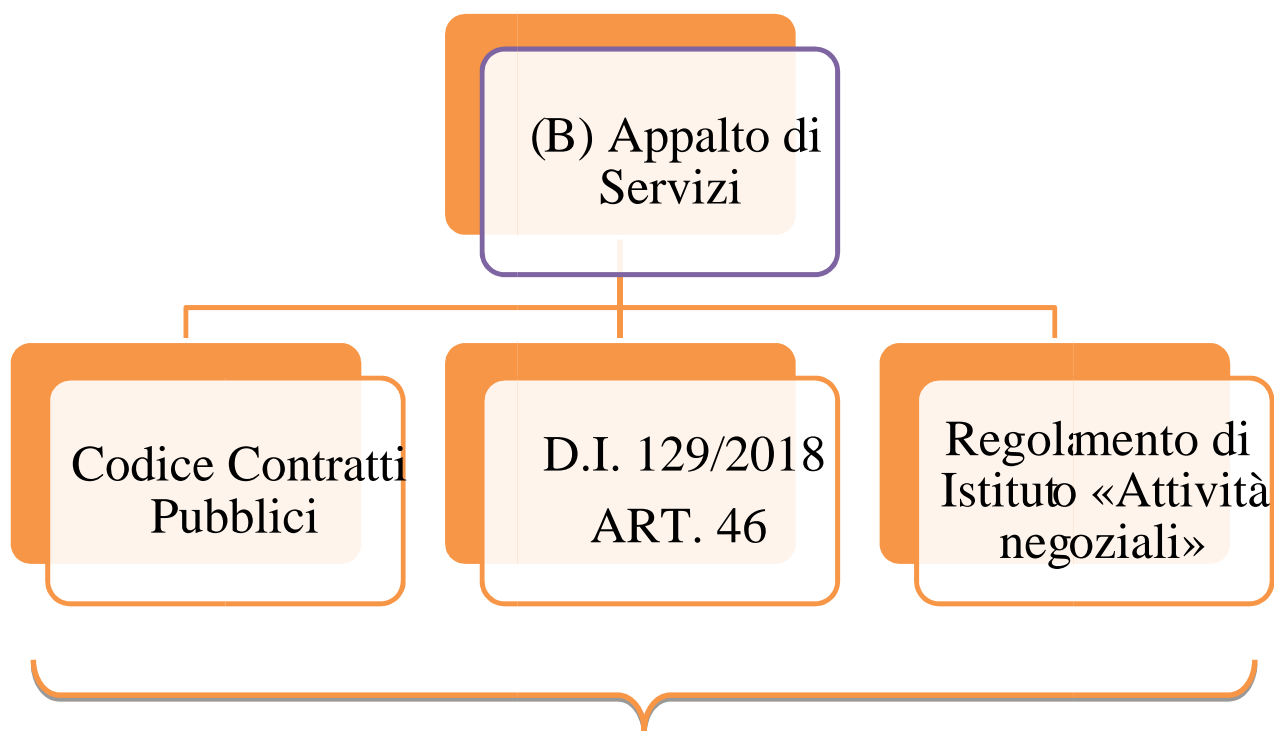 (B) Appalto di
Servizi
Codice Contratti
Pubblici
D.I. 129/2018
ART. 46
Regolamento di
Istituto «Attività
negoziali»